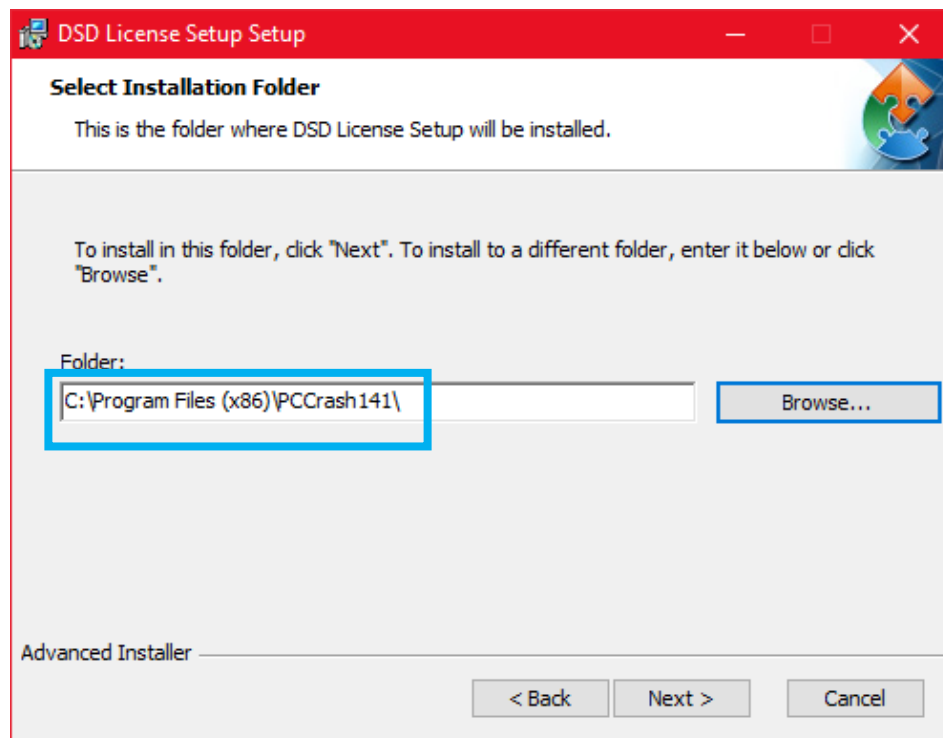 DSD License Setup Setup
Select Installation Folder
This is the folder where DSD License Setup will be installed.
To install in this folder, click "Next". To install to a different folder, enter it below or click
"Browse".
Folder:
C:\Program Files (x86)\PCCrash141\
Browse...
Advanced Installer
< Back
Next >
Cancel